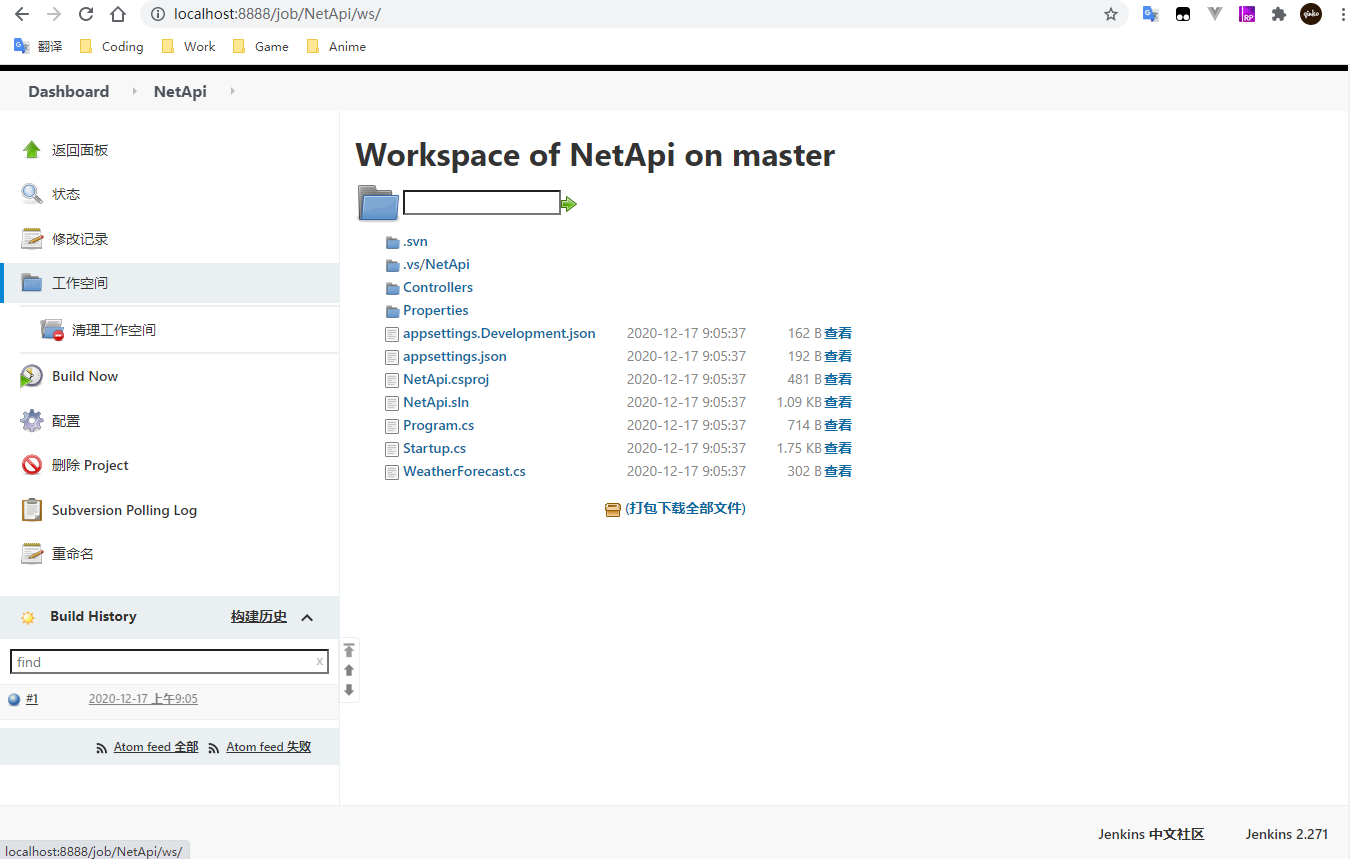 localhost:8888/job/NetApi/ws/
翻译 Coding Work Game Anime
Dashboard NetApi
返回面板
状态
修改记录
工作空间
清理工作空间
Build Now
配置
删除 Project
Subversion Polling Log
重命名
Build History 构建历史
find x
#1 2020-12-17 上午9:05
Atom feed 全部 Atom feed 失败
Workspace of NetApi on master
.svn
.vs/NetApi
Controllers
Properties
appsettings.Development.json 2020-12-17 9:05:37 162 B 查看
appsettings.json 2020-12-17 9:05:37 192 B 查看
NetApi.csproj 2020-12-17 9:05:37 481 B 查看
NetApi.sln 2020-12-17 9:05:37 1.09 KB 查看
Program.cs 2020-12-17 9:05:37 714 B 查看
Startup.cs 2020-12-17 9:05:37 1.75 KB 查看
WeatherForecast.cs 2020-12-17 9:05:37 302 B 查看
(打包下载全部文件)
Jenkins 中文社区 Jenkins 2.271
localhost:8888/job/NetApi/ws/